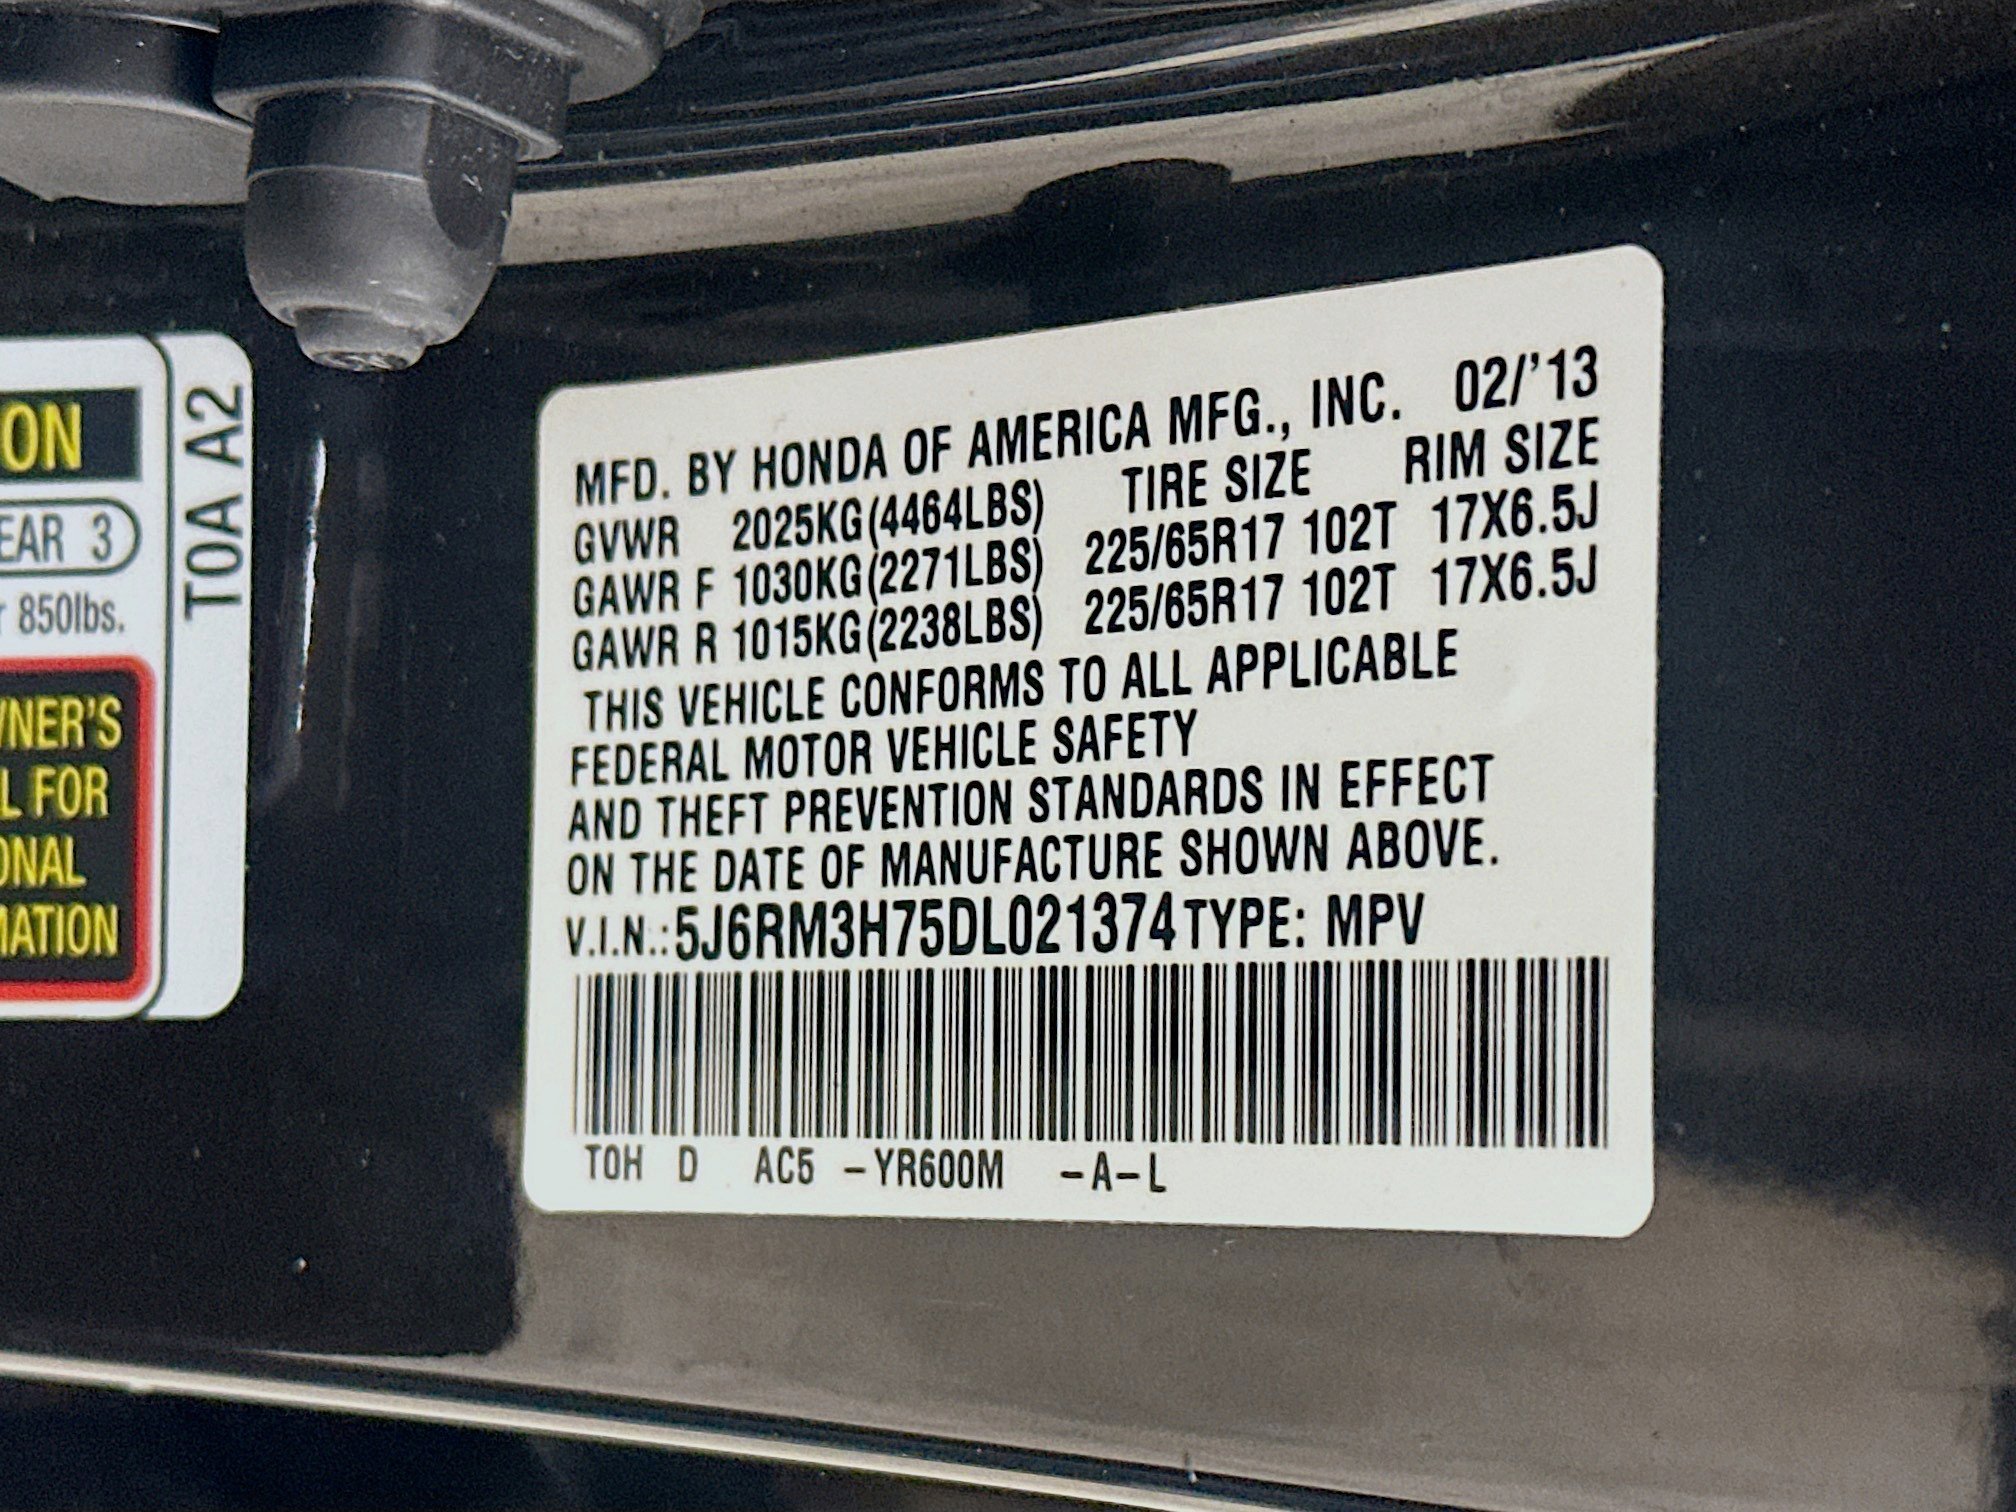 ON
EAR 3
850lbs.
WNER'S
L FOR
ONAL
MATION
T0A A2
MFD. BY HONDA OF AMERICA MFG., INC. 02/'13
GVWR 2025KG(4464LBS) TIRE SIZE RIM SIZE
GAWR F 1030KG(2271LBS) 225/65R17 102T 17X6.5J
GAWR R 1015KG(2238LBS) 225/65R17 102T 17X6.5J
THIS VEHICLE CONFORMS TO ALL APPLICABLE
FEDERAL MOTOR VEHICLE SAFETY
AND THEFT PREVENTION STANDARDS IN EFFECT
ON THE DATE OF MANUFACTURE SHOWN ABOVE.
V.I.N.:5J6RM3H75DL021374TYPE: MPV
T0H D AC5 -YR600M -A-L